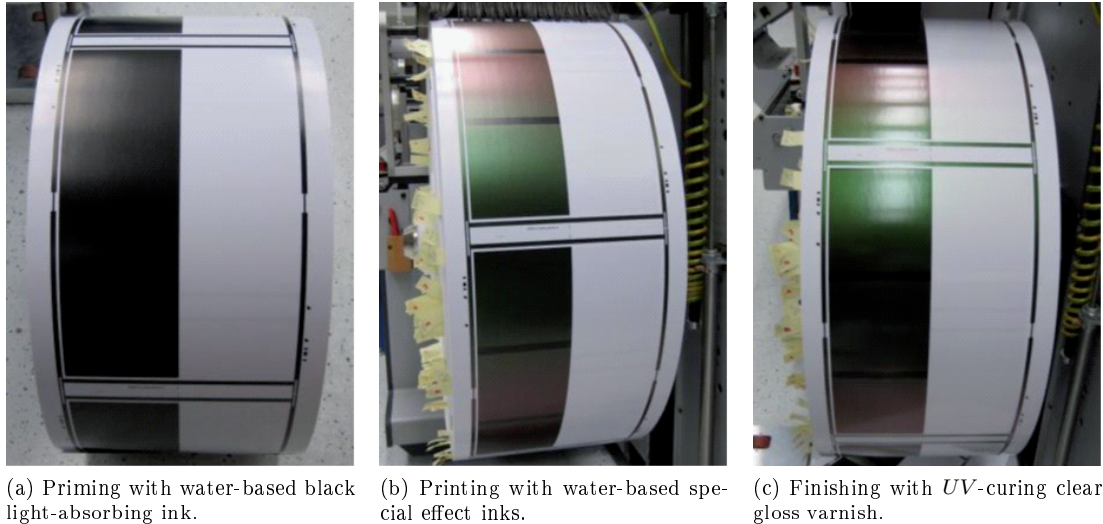 (a) Priming with water-based black
light-absorbing ink.
(b) Printing with water-based spe-
cial effect inks.
(c) Finishing with UV-curing clear
gloss varnish.